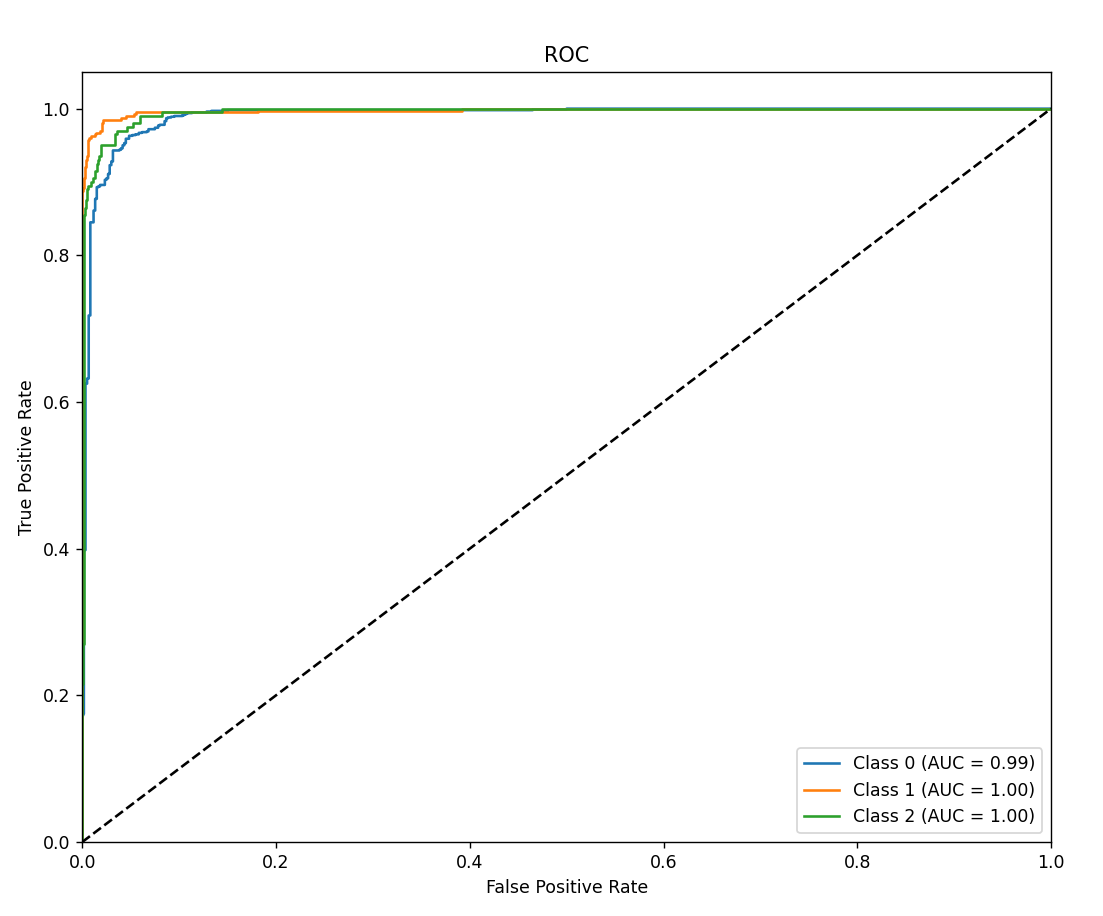 ROC
True Positive Rate
1.0
0.8
0.6
0.4
0.2
0.0
0.0 0.2 0.4 0.6 0.8 1.0
False Positive Rate
Class 0 (AUC = 0.99)
Class 1 (AUC = 1.00)
Class 2 (AUC = 1.00)